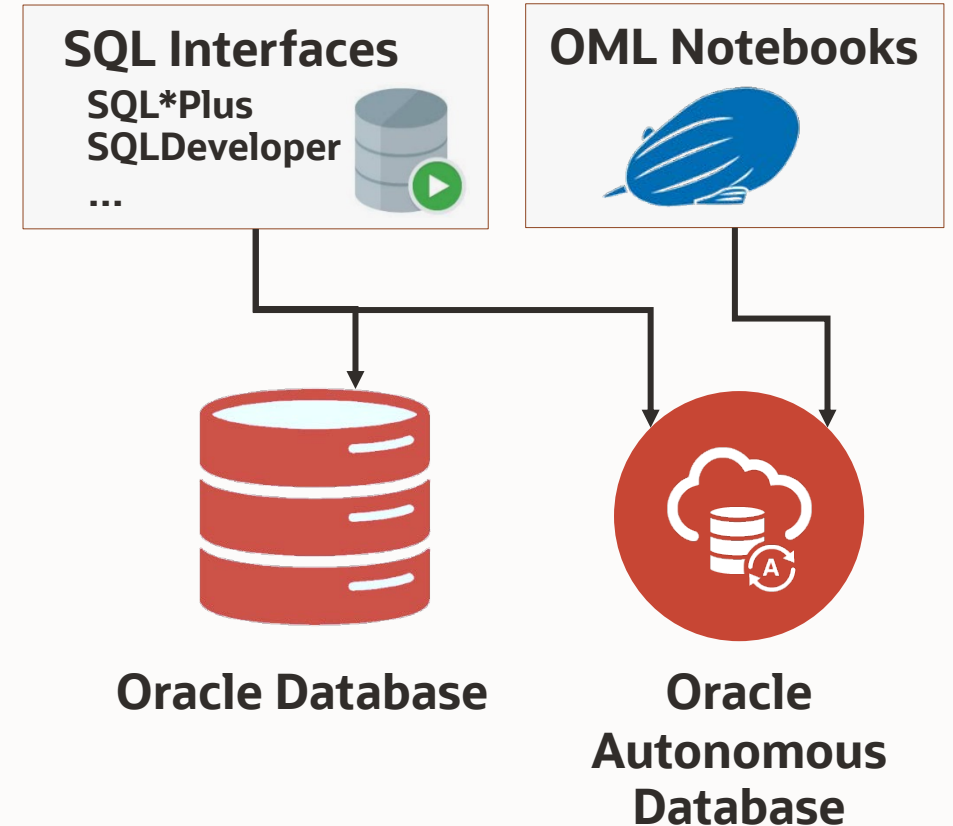 SQL Interfaces
SQL*Plus
SQLDeveloper
...
OML Notebooks
A
Oracle Database
Oracle
Autonomous
Database